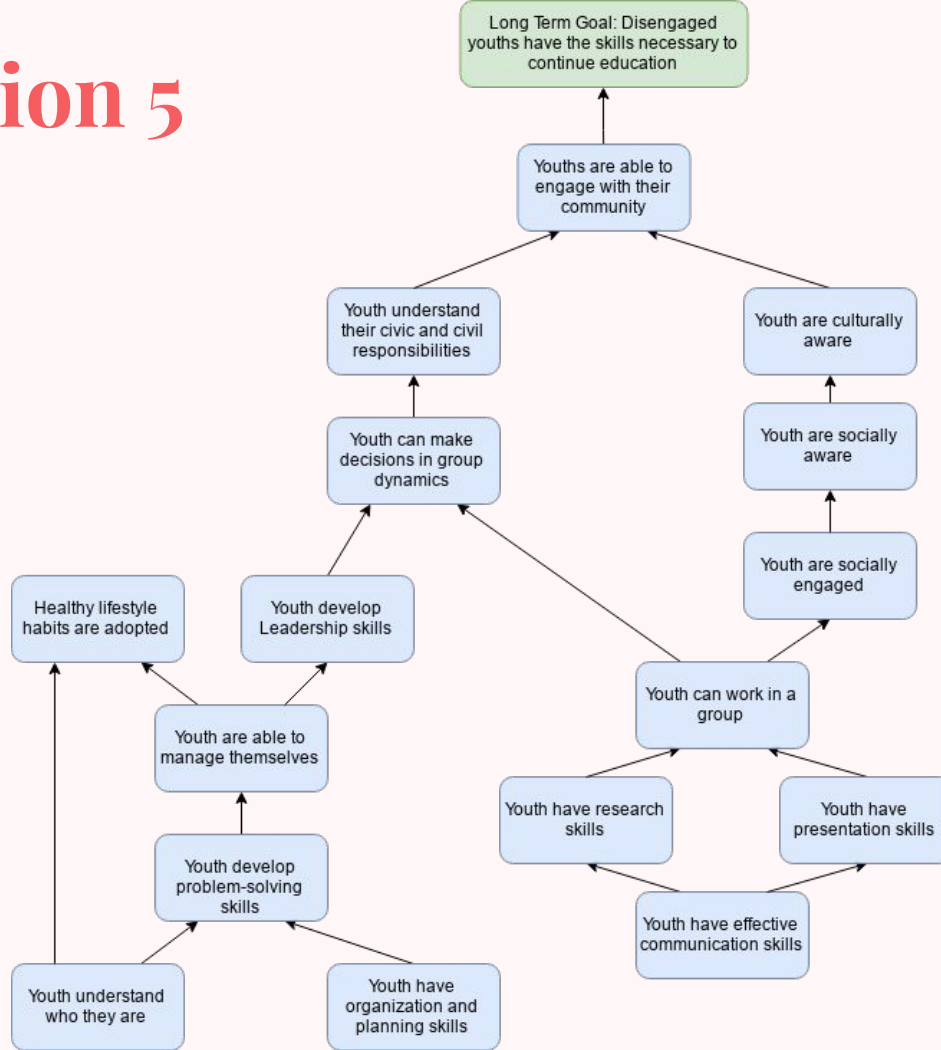 Long Term Goal: Disengaged
youths have the skills necessary to
continue education
ion 5
Youths are able to
engage with their
community
Youth understand
their civic and civil
responsibilities
Youth are culturally
aware
Youth can make
decisions in group
dynamics
Youth are socially
aware
Youth are socially
engaged
Healthy lifestyle
habits are adopted
Youth develop
Leadership skills
Youth can work in a
group
Youth are able to
manage themselves
Youth have research
skills
Youth have
presentation skills
Youth develop
problem-solving
skills
Youth have effective
communication skills
Youth understand
who they are
Youth have
organization and
planning skills